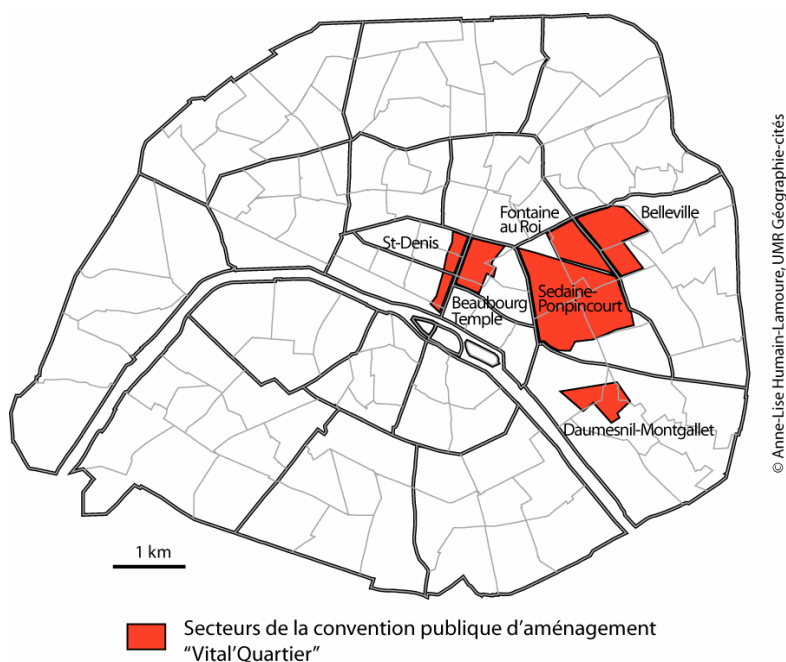 Fontaine
au Roi
Belleville
St-Denis
Beaubourg
Temple
Sedaine-
Ponpincourt
Daumesnil-Montgallet
1 km
Secteurs de la convention publique d'aménagement
"Vital'Quartier"
© Anne-Lise Humain-Lamoure, UMR Géographie-cités